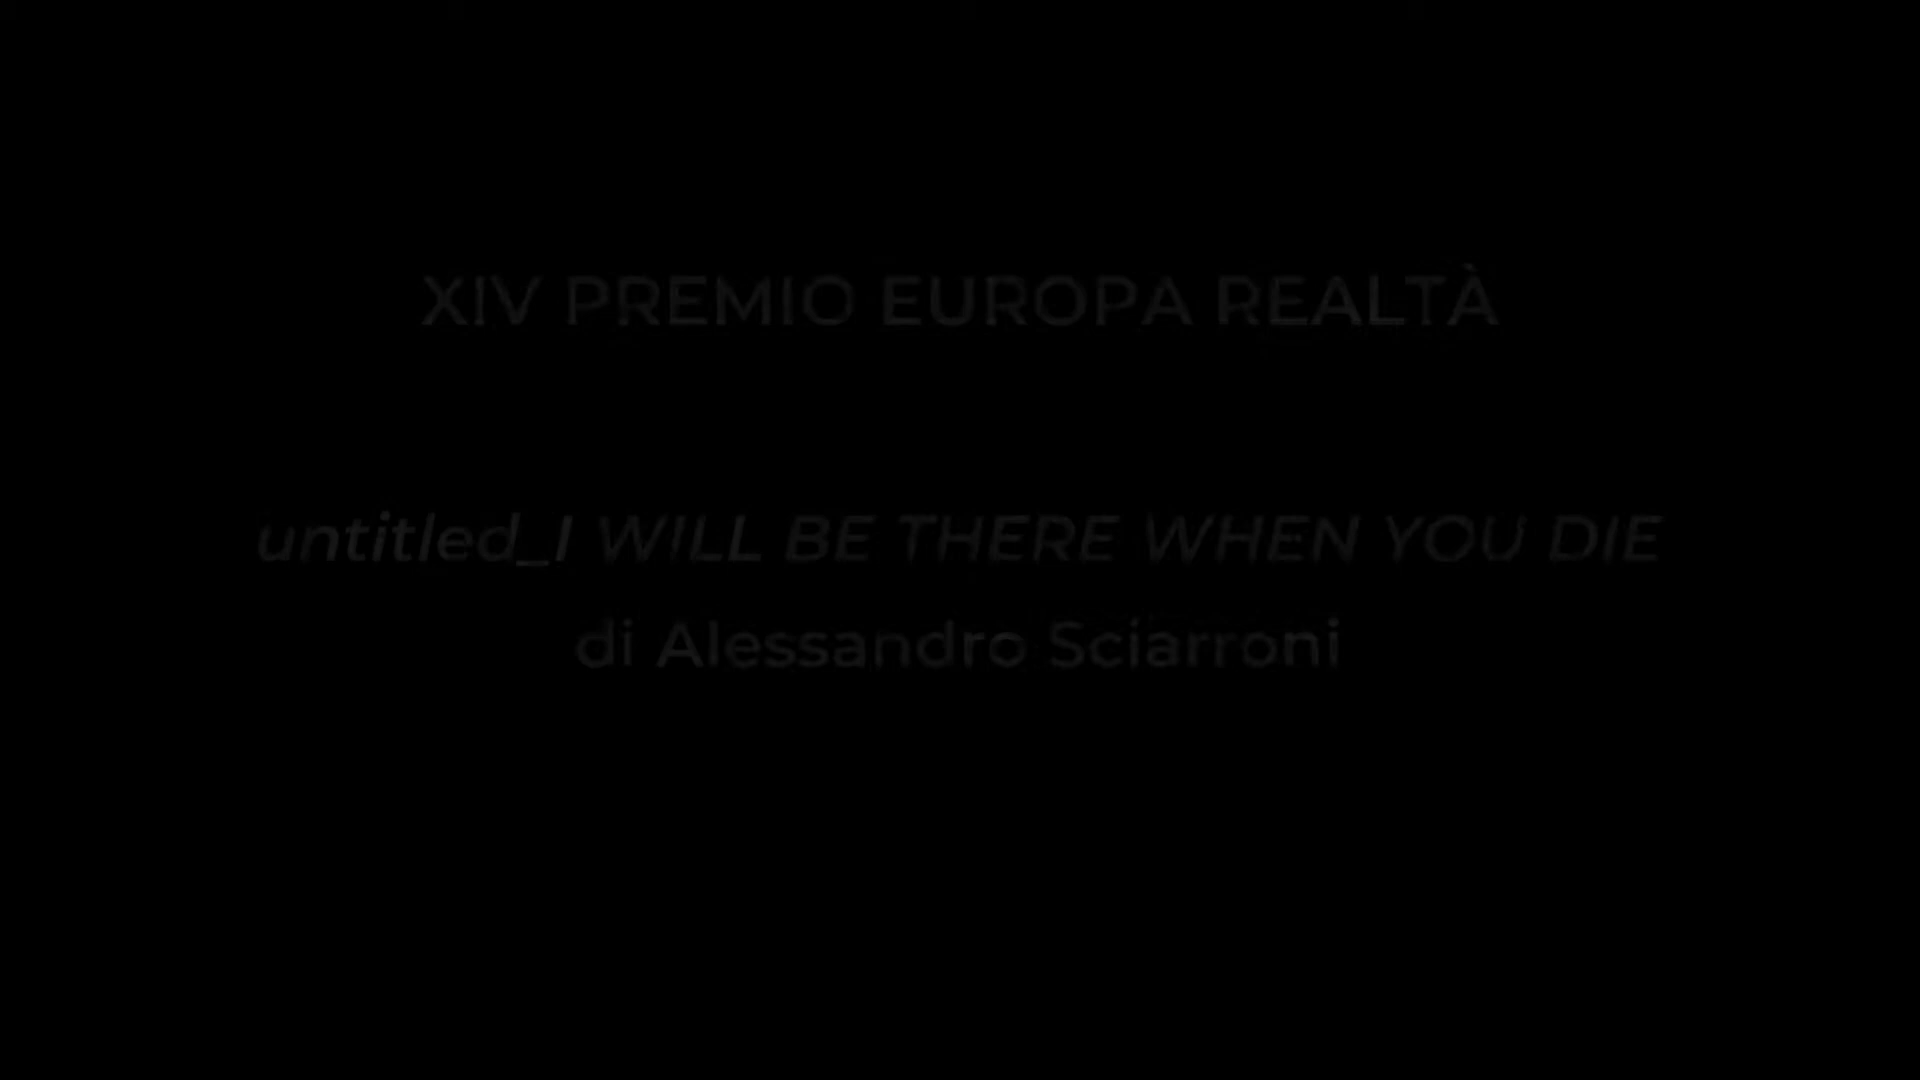 XIV PREMIO EUROPA REALTÀ
untitled_I WILL BE THERE WHEN YOU DIE
di Alessandro Sciarroni